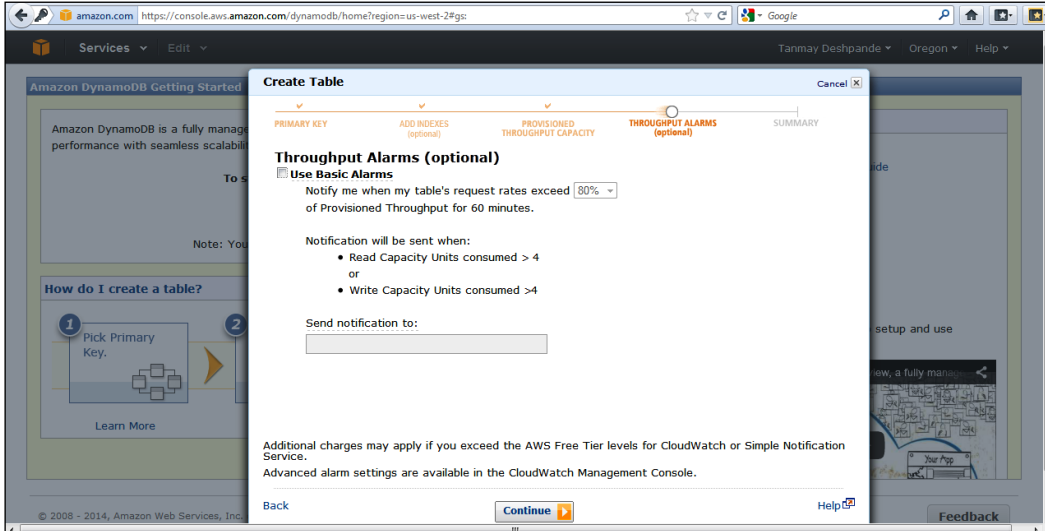 amazon.com https://console.aws.amazon.com/dynamodb/home?region=us-west-2#gs:
Google
Services Edit
Tanmay Deshpande Oregon Help
Amazon DynamoDB Getting Started
Create Table
Cancel
PRIMARY KEY
ADD INDEXES
(optional)
PROVISIONED
THROUGHPUT CAPACITY
THROUGHPUT ALARMS
(optional)
SUMMARY
Amazon DynamoDB is a fully manage
performance with seamless scalabili
To s
Note: You
Throughput Alarms (optional)
Use Basic Alarms
Notify me when my table's request rates exceed 80%
of Provisioned Throughput for 60 minutes.
Notification will be sent when:
• Read Capacity Units consumed > 4
or
• Write Capacity Units consumed >4
Send notification to:
Additional charges may apply if you exceed the AWS Free Tier levels for CloudWatch or Simple Notification
Service.
Advanced alarm settings are available in the CloudWatch Management Console.
Back
Continue
Help
How do I create a table?
1
Pick Primary
Key.
2
Learn More
ide
setup and use
iew, a fully manag
Your App
© 2008 - 2014, Amazon Web Services, Inc.
Feedback